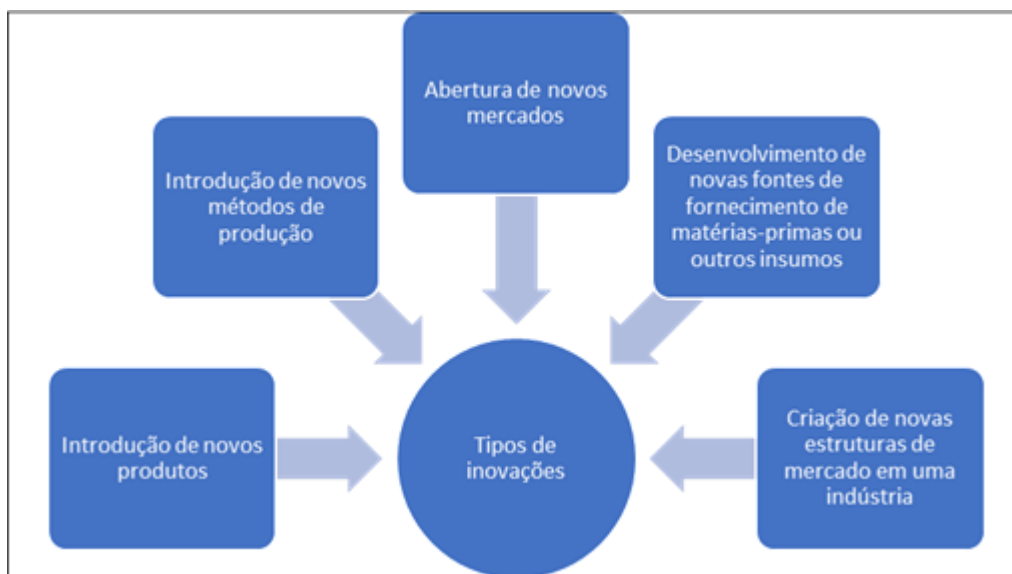 Abertura de novos
mercados
Introdução de novos
métodos de
produção
Desenvolvimento de
novas fontes de
fornecimento de
matérias-primas ou
outros insumos
Introdução de novos
produtos
Tipos de
inovações
Criação de novas
estruturas de
mercado em uma
indústria